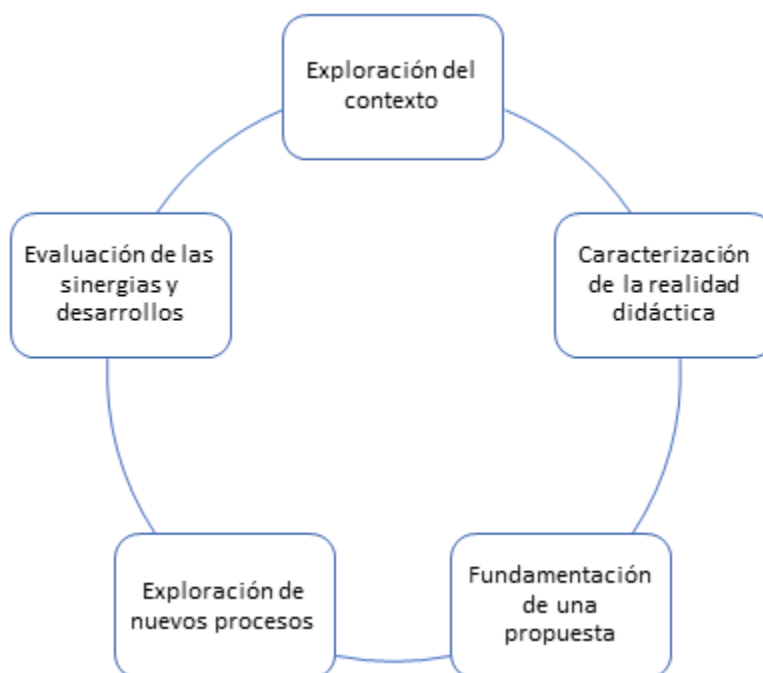 Exploración del
contexto
Caracterización
de la realidad
didáctica
Fundamentación
de una
propuesta
Exploración de
nuevos procesos
Evaluación de las
sinergias y
desarrollos